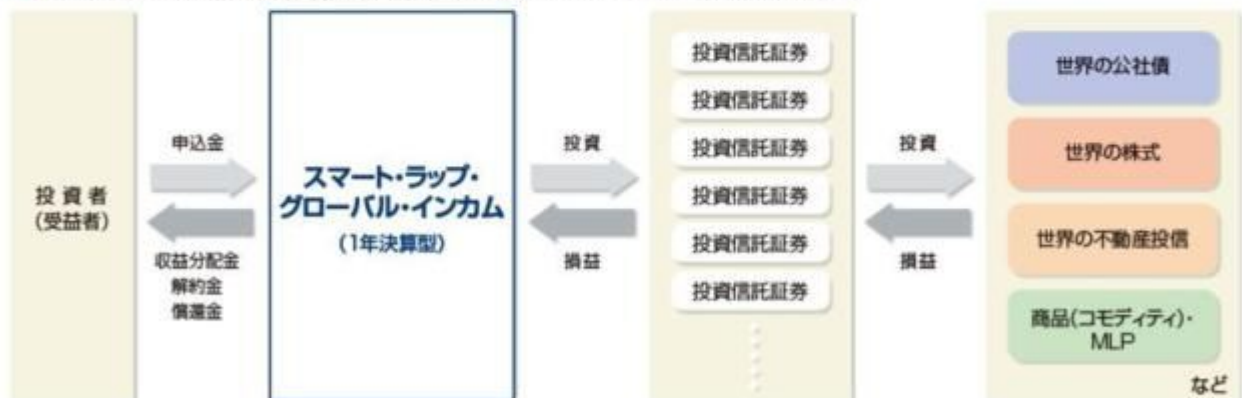 投資者
(受益者)
申込金
収益分配金
解約金
償還金
スマート・ラップ・
グローバル・インカム
(1年決算型)
投資
損益
投資信託証券
投資信託証券
投資信託証券
投資信託証券
投資信託証券
投資信託証券
投資
損益
世界の公社債
世界の株式
世界の不動産投信
商品(コモディティ)・
MLP
など